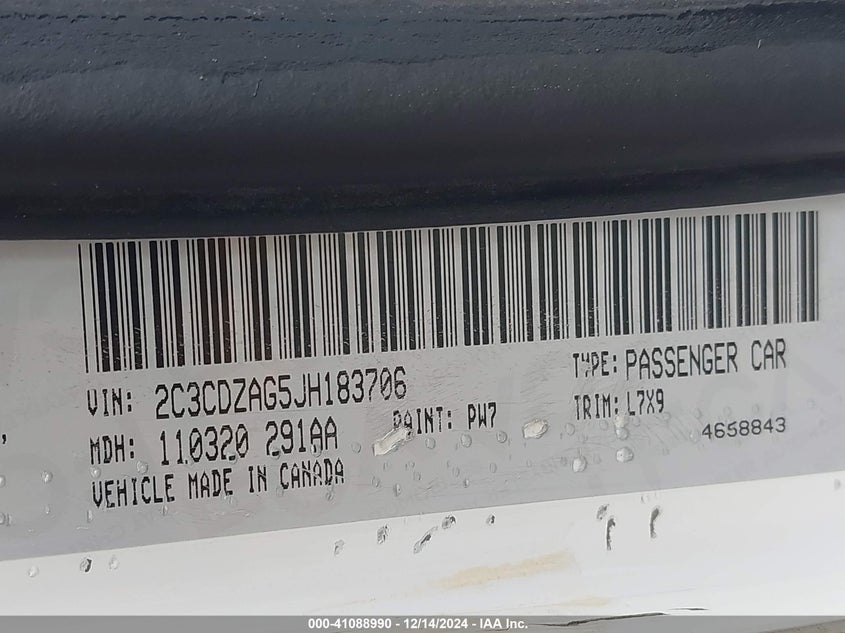 VIN: 2C3CDZAG5JH183706
TYPE: PASSENGER CAR
MDH: 110320 291AA
PAINT: PW7
TRIM: L7X9
4658843
VEHICLE MADE IN CANADA
000-41088990 - 12/14/2024 - IAA Inc.